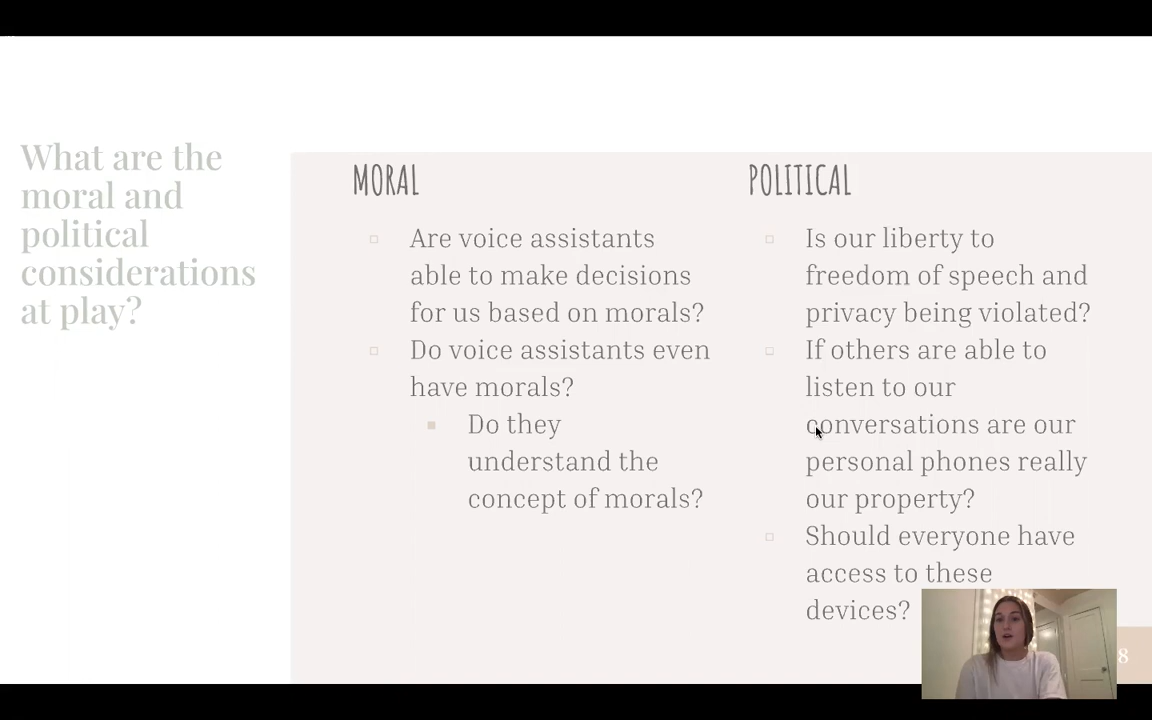 What are the
moral and
political
considerations
at play?
MORAL
Are voice assistants
able to make decisions
for us based on morals?
Do voice assistants even
have morals?
Do they
understand the
concept of morals?
POLITICAL
Is our liberty to
freedom of speech and
privacy being violated?
If others are able to
listen to our
conversations are our
personal phones really
our property?
Should everyone have
access to these
devices?
8